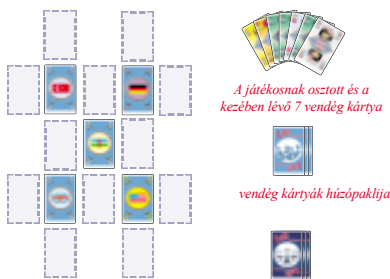 A játékosnak osztott és a
kezében lévő 7 vendég kártya
vendég kártyák húzópaklija